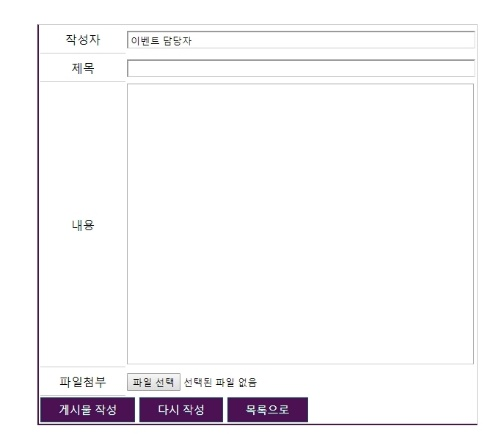 작성자 이벤트 담당자
제목
내용
파일첨부 파일 선택 선택된 파일 없음
게시물 작성 다시 작성 목록으로